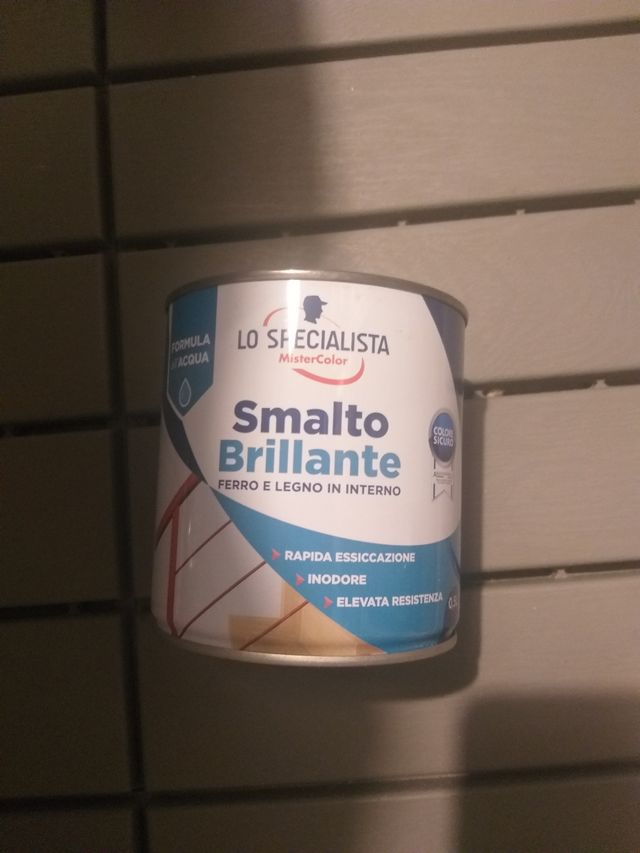 FORMULA
all'ACQUA
LO SPECIALISTA
MisterColor
Smalto
Brillante
FERRO E LEGNO IN INTERNO
COLORE
SICURO
RAPIDA ESSICCAZIONE
INODORE
ELEVATA RESISTENZA